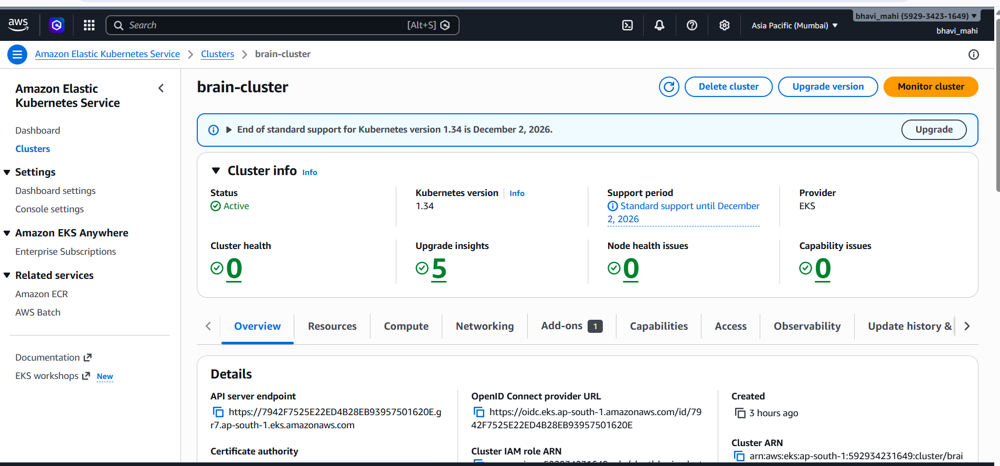 aws
Search [Alt+S]
Asia Pacific (Mumbai)
bhavi_mahi (5929-3423-1649)
bhavi_mahi
Amazon Elastic Kubernetes Service
Clusters
brain-cluster
Amazon Elastic
Kubernetes Service
Dashboard
Clusters
Settings
Dashboard settings
Console settings
Amazon EKS Anywhere
Enterprise Subscriptions
Related services
Amazon ECR
AWS Batch
Documentation
EKS workshops New
brain-cluster
Delete cluster
Upgrade version
Monitor cluster
End of standard support for Kubernetes version 1.34 is December 2, 2026.
Upgrade
Cluster info Info
Status
Active
Kubernetes version Info
1.34
Support period
Standard support until December
2, 2026
Provider
EKS
Cluster health
0
Upgrade insights
5
Node health issues
0
Capability issues
0
Overview
Resources
Compute
Networking
Add-ons 1
Capabilities
Access
Observability
Update history &
Details
API server endpoint
https://7942F7525E22ED4B28EB93957501620E.g
r7.ap-south-1.eks.amazonaws.com
Certificate authority
OpenID Connect provider URL
https://oidc.eks.ap-south-1.amazonaws.com/id/79
42F7525E22ED4B28EB93957501620E
Cluster IAM role ARN
Created
3 hours ago
Cluster ARN
arn:aws:eks:ap-south-1:592934231649:cluster/brai